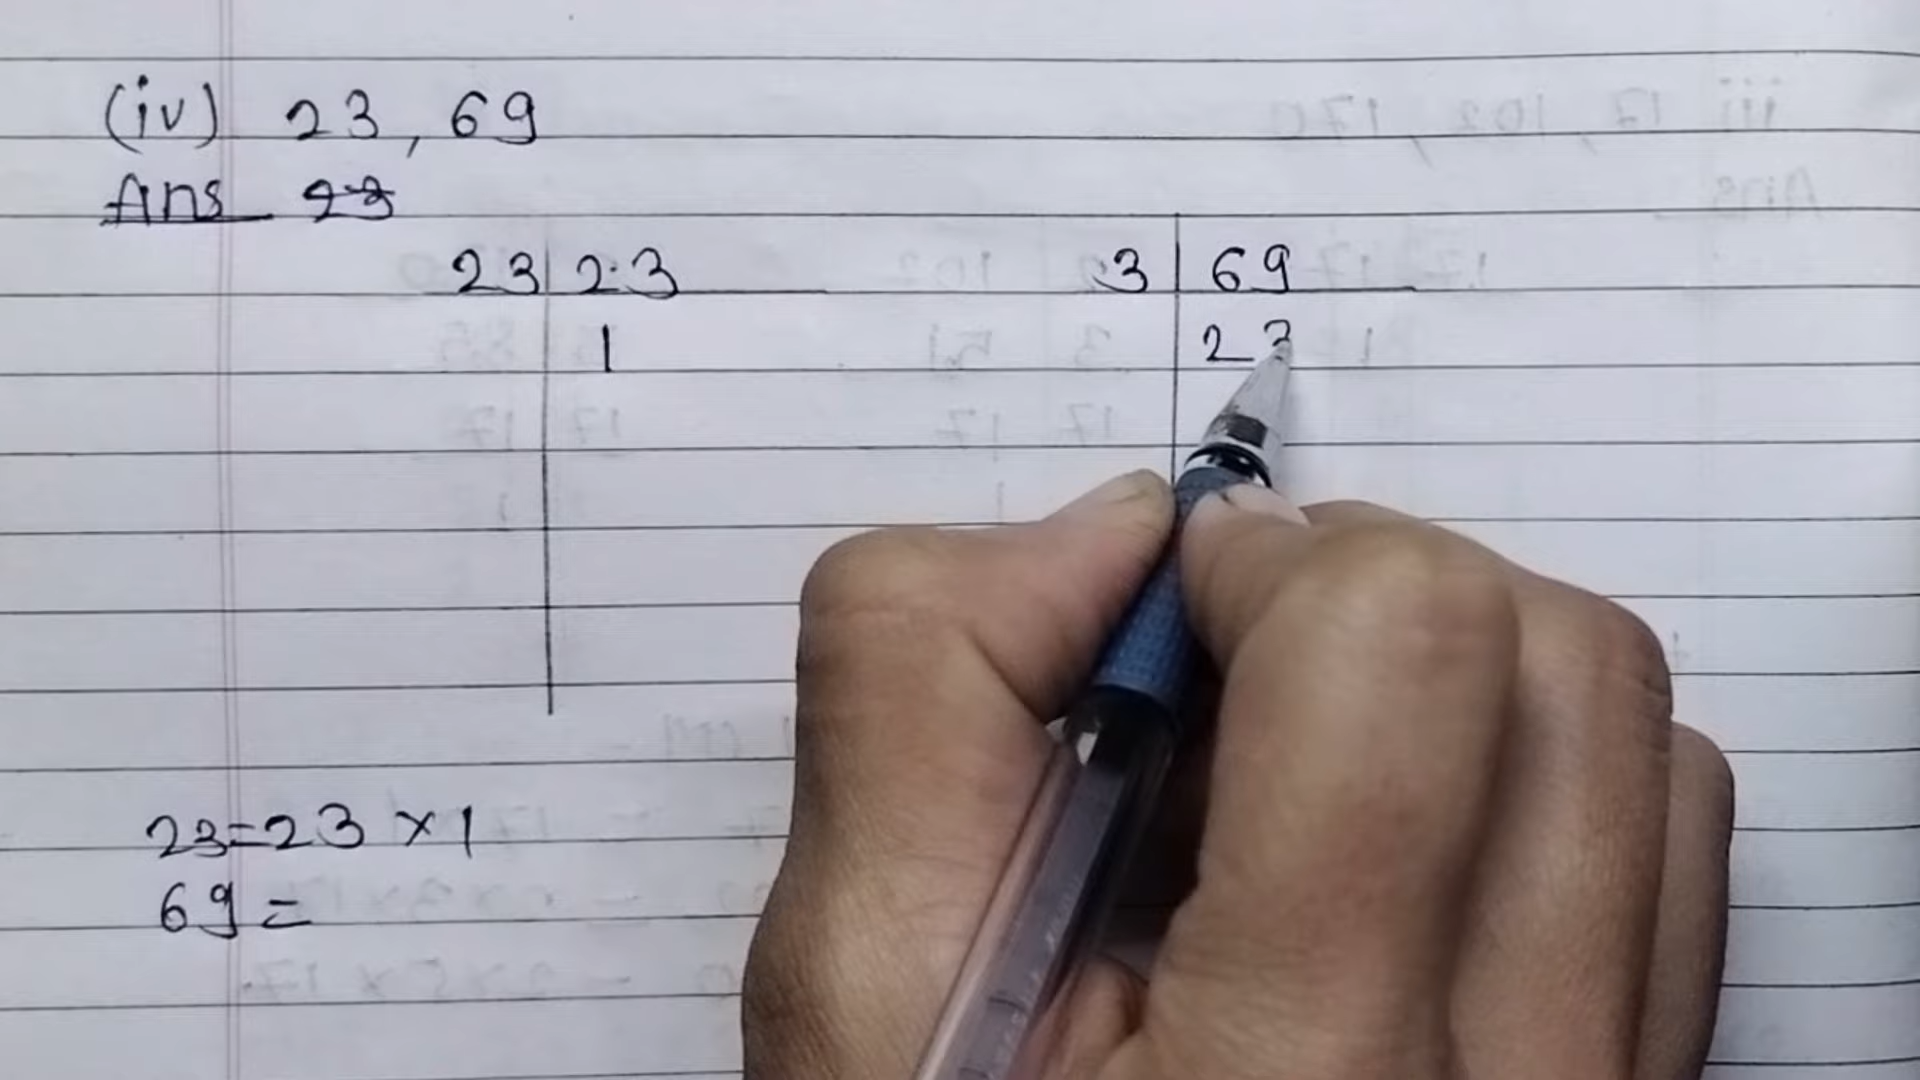 (iv) 23, 69
Ans 23
23 | 23    3 | 69
1    23
23=23 × 1
69 =